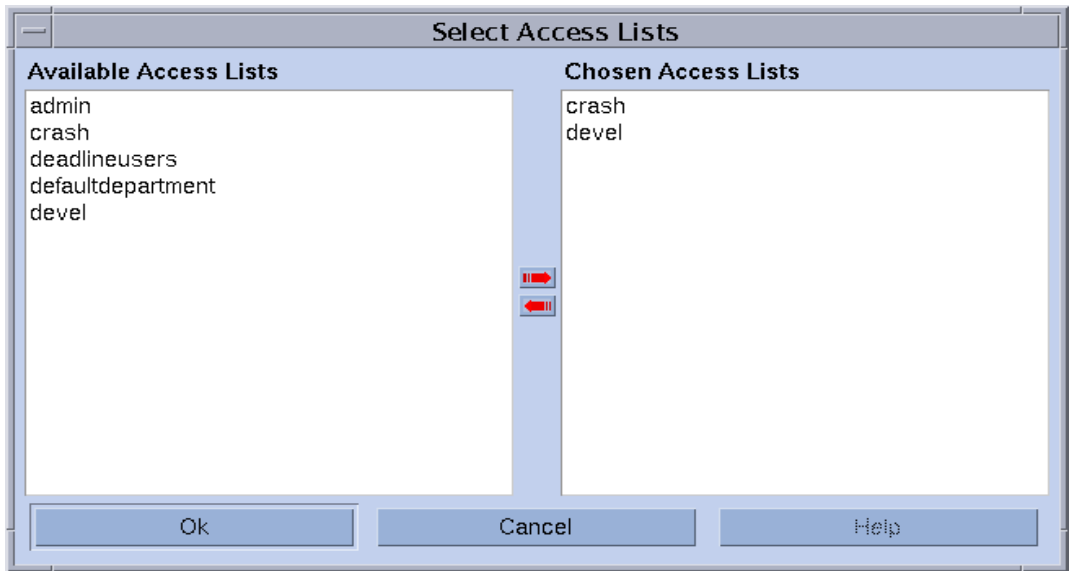 Select Access Lists
Available Access Lists
admin
crash
deadlineusers
defaultdepartment
devel
Chosen Access Lists
crash
devel
Ok
Cancel
Help